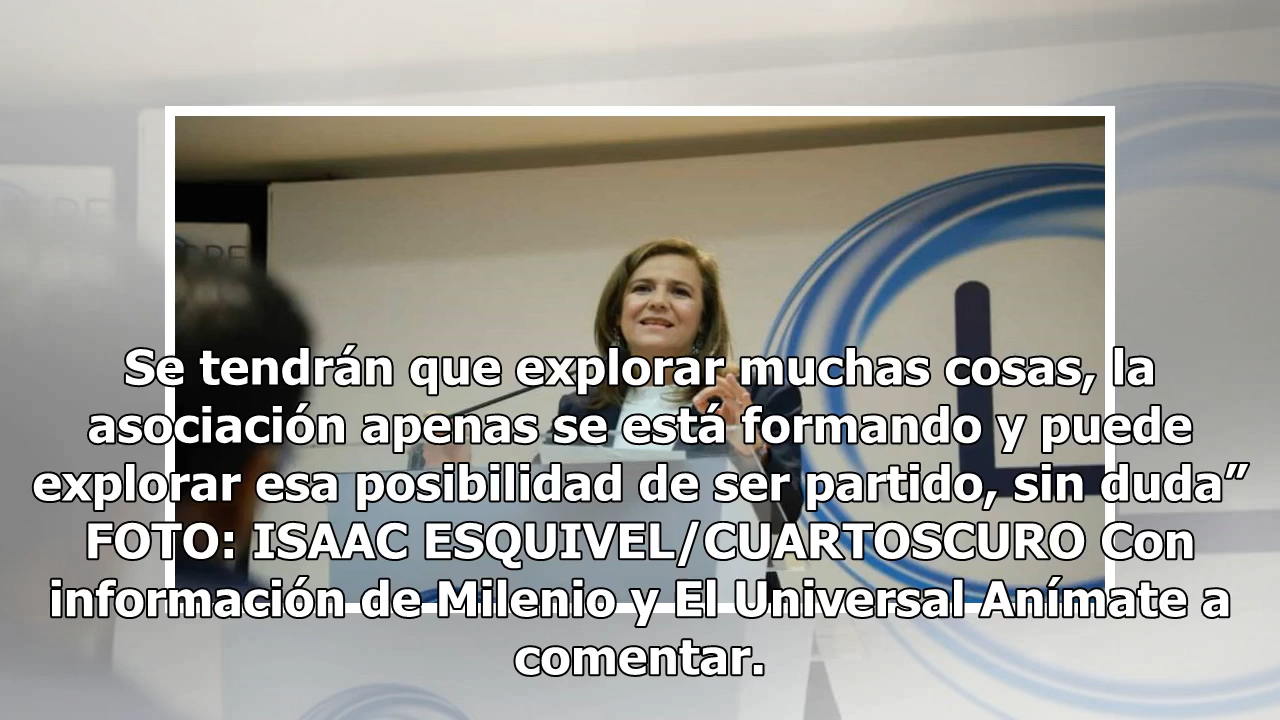 Se tendrán que explorar muchas cosas, la
asociación apenas se está formando y puede
explorar esa posibilidad de ser partido, sin duda”
FOTO: ISAAC ESQUIVEL/CUARTOSCURO Con
información de Milenio y El Universal Anímate a
comentar.